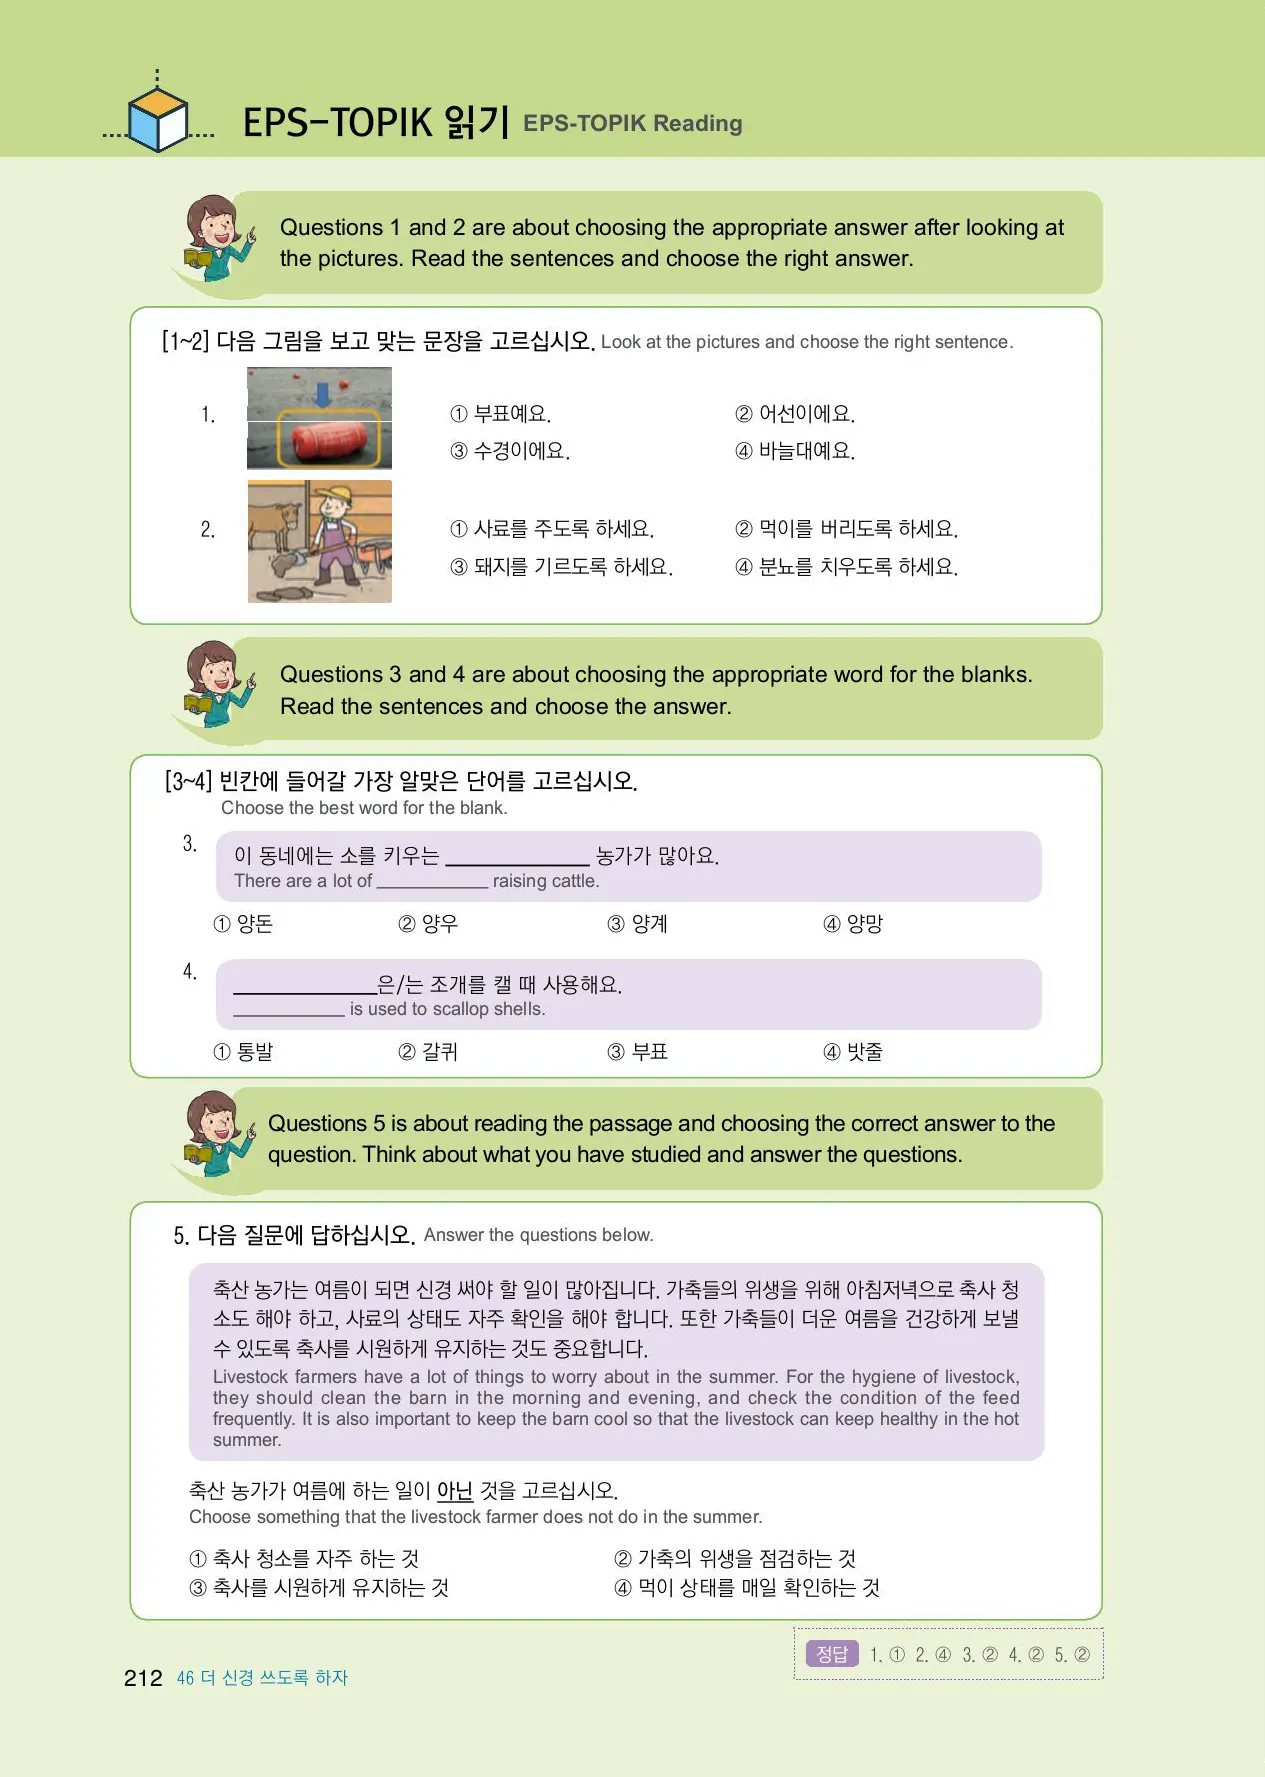 EPS-TOPIK 읽기 EPS-TOPIK Reading
Questions 1 and 2 are about choosing the appropriate answer after looking at
the pictures. Read the sentences and choose the right answer.
[1~2] 다음 그림을 보고 맞는 문장을 고르십시오. Look at the pictures and choose the right sentence.
1. ① 부표예요. ② 어선이에요.
③ 수경이에요. ④ 바늘대예요.
2. ① 사료를 주도록 하세요. ② 먹이를 버리도록 하세요.
③ 돼지를 기르도록 하세요. ④ 분뇨를 치우도록 하세요.
Questions 3 and 4 are about choosing the appropriate word for the blanks.
Read the sentences and choose the answer.
[3~4] 빈칸에 들어갈 가장 알맞은 단어를 고르십시오.
Choose the best word for the blank.
3. 이 동네에는 소를 키우는 ____________ 농가가 많아요.
There are a lot of ____________ raising cattle.
① 양돈 ② 양우 ③ 양계 ④ 양망
4. ____________은/는 조개를 캘 때 사용해요.
____________ is used to scallop shells.
① 통발 ② 갈퀴 ③ 부표 ④ 밧줄
Questions 5 is about reading the passage and choosing the correct answer to the
question. Think about what you have studied and answer the questions.
5. 다음 질문에 답하십시오. Answer the questions below.
축산 농가는 여름이 되면 신경 써야 할 일이 많아집니다. 가축들의 위생을 위해 아침저녁으로 축사 청
소도 해야 하고, 사료의 상태도 자주 확인을 해야 합니다. 또한 가축들이 더운 여름을 건강하게 보낼
수 있도록 축사를 시원하게 유지하는 것도 중요합니다.
Livestock farmers have a lot of things to worry about in the summer. For the hygiene of livestock,
they should clean the barn in the morning and evening, and check the condition of the feed
frequently. It is also important to keep the barn cool so that the livestock can keep healthy in the hot
summer.
축산 농가가 여름에 하는 일이 아닌 것을 고르십시오.
Choose something that the livestock farmer does not do in the summer.
① 축사 청소를 자주 하는 것 ② 가축의 위생을 점검하는 것
③ 축사를 시원하게 유지하는 것 ④ 먹이 상태를 매일 확인하는 것
정답 1. ① 2. ④ 3. ② 4. ② 5. ②
212 46 더 신경 쓰도록 하자